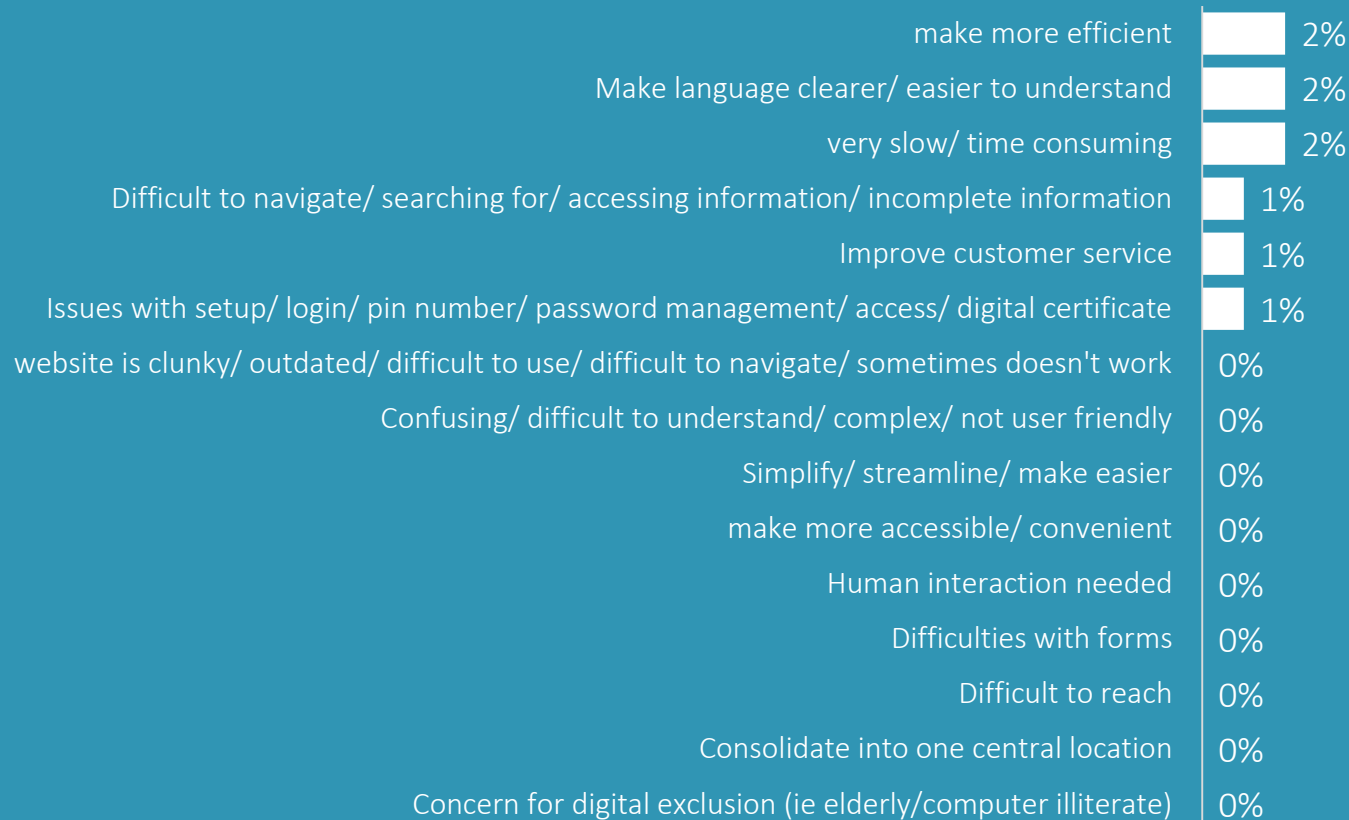 make more efficient 2%
Make language clearer/ easier to understand 2%
very slow/ time consuming 2%
Difficult to navigate/ searching for/ accessing information/ incomplete information 1%
Improve customer service 1%
Issues with setup/ login/ pin number/ password management/ access/ digital certificate 1%
website is clunky/ outdated/ difficult to use/ difficult to navigate/ sometimes doesn't work 0%
Confusing/ difficult to understand/ complex/ not user friendly 0%
Simplify/ streamline/ make easier 0%
make more accessible/ convenient 0%
Human interaction needed 0%
Difficulties with forms 0%
Difficult to reach 0%
Consolidate into one central location 0%
Concern for digital exclusion (ie elderly/computer illiterate) 0%